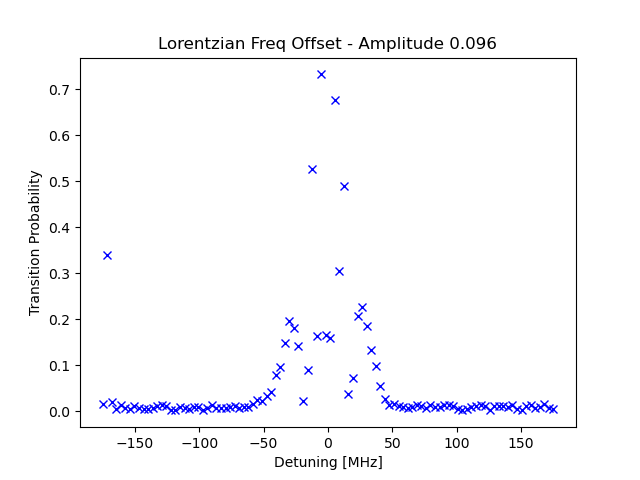 Lorentzian Freq Offset - Amplitude 0.096
Transition Probability
0.7
0.6
0.5
0.4
0.3
0.2
0.1
0.0
−150 −100 −50 0 50 100 150
Detuning [MHz]